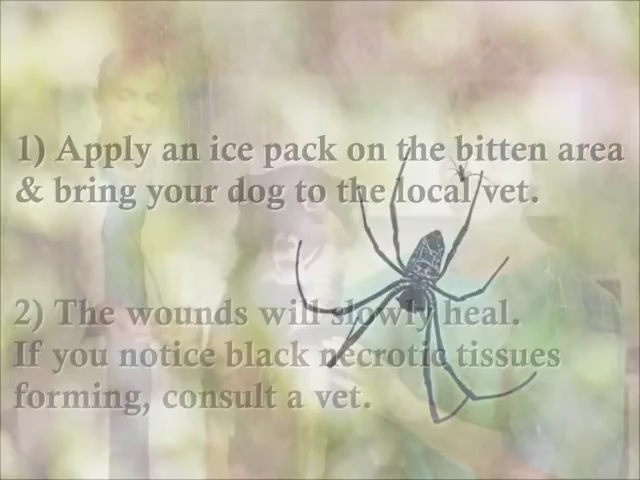 1) Apply an ice pack on the bitten area
& bring your dog to the local vet.
2) The wounds will slowly heal.
If you notice black necrotic tissues
forming, consult a vet.